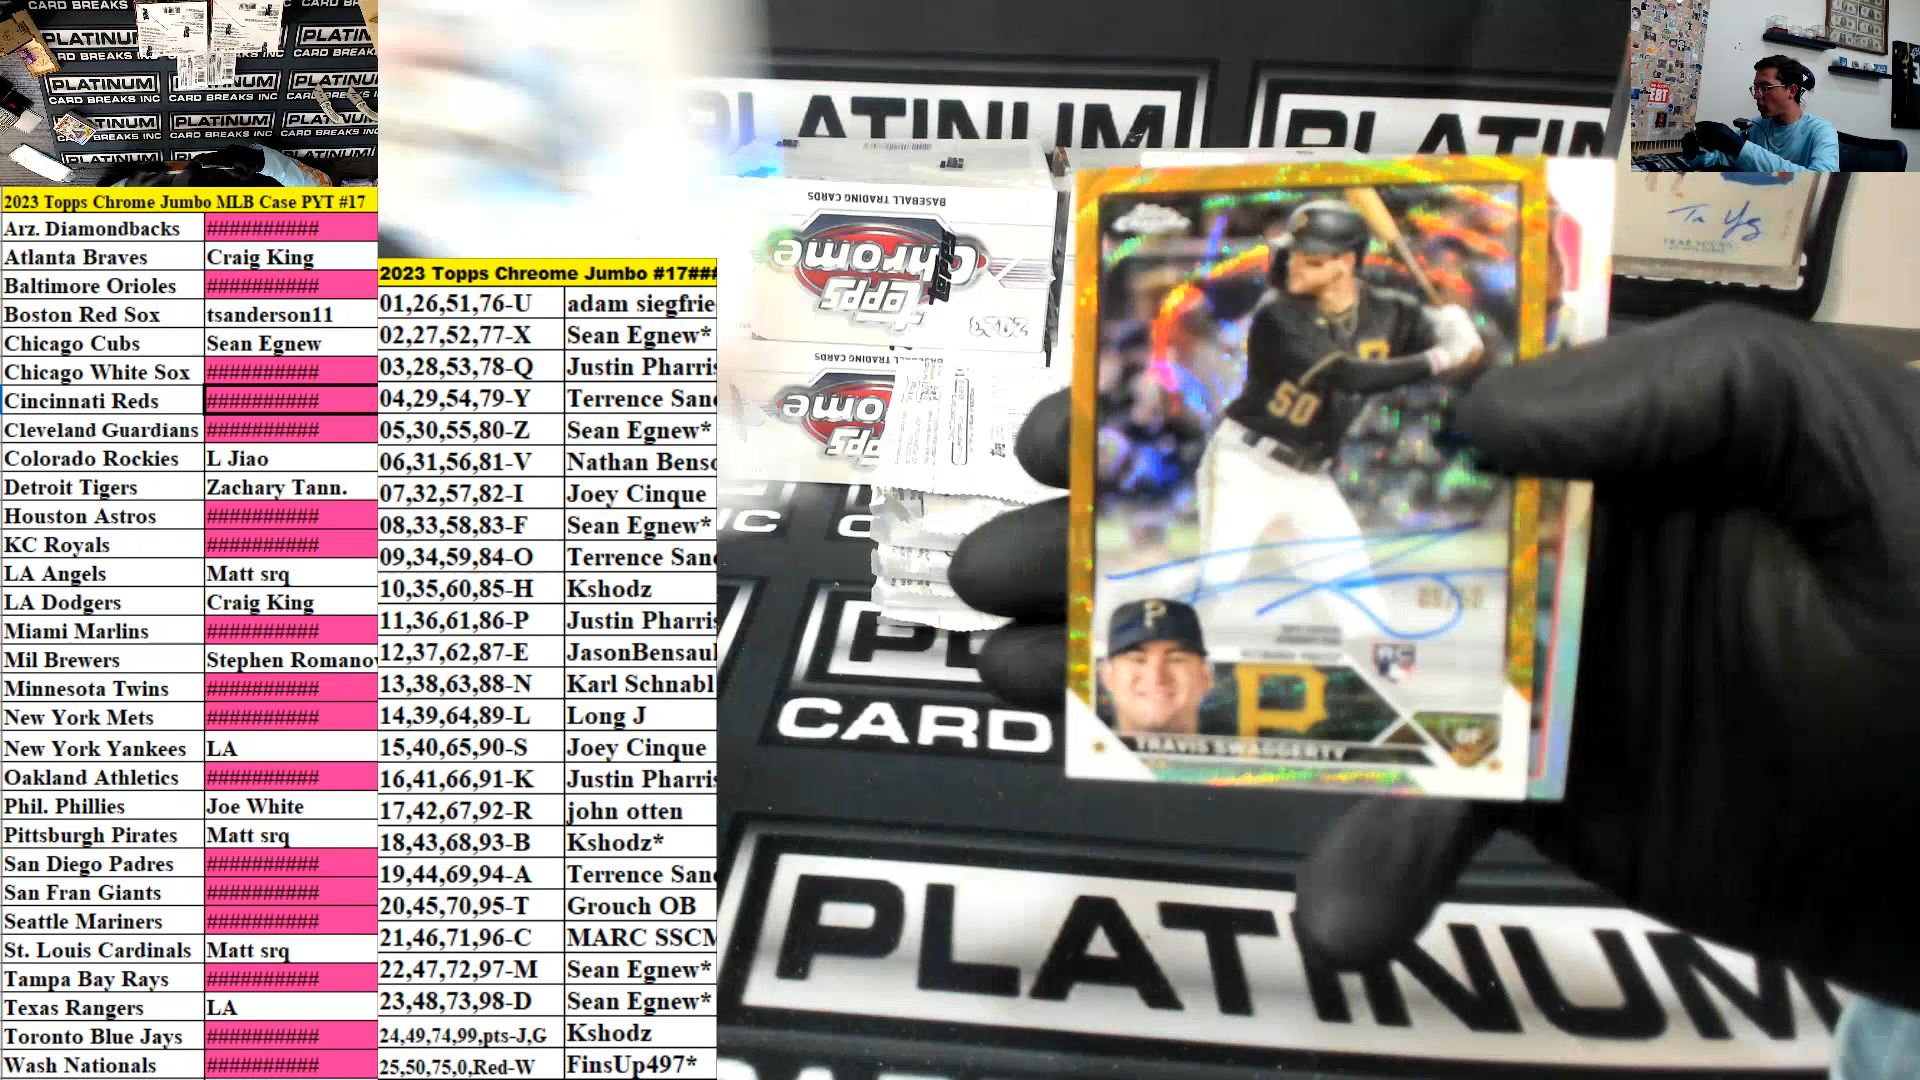 2023 Topps Chrome Jumbo MLB Case PYT #17
Arz. Diamondbacks ##########
Atlanta Braves Craig King
Baltimore Orioles ##########
Boston Red Sox tsanderson11
Chicago Cubs Sean Egnew
Chicago White Sox ##########
Cincinnati Reds ##########
Cleveland Guardians ##########
Colorado Rockies L Jiao
Detroit Tigers Zachary Tann.
Houston Astros ##########
KC Royals ##########
LA Angels Matt srq
LA Dodgers Craig King
Miami Marlins ##########
Mil Brewers Stephen Romanov
Minnesota Twins ##########
New York Mets ##########
New York Yankees LA
Oakland Athletics ##########
Phil. Phillies Joe White
Pittsburgh Pirates Matt srq
San Diego Padres ##########
San Fran Giants ##########
Seattle Mariners ##########
St. Louis Cardinals Matt srq
Tampa Bay Rays ##########
Texas Rangers LA
Toronto Blue Jays ##########
Wash Nationals ##########
2023 Topps Chreome Jumbo #17###
01,26,51,76-U adam siegfrie
02,27,52,77-X Sean Egnew*
03,28,53,78-Q Justin Pharris
04,29,54,79-Y Terrence Sand
05,30,55,80-Z Sean Egnew*
06,31,56,81-V Nathan Benso
07,32,57,82-I Joey Cinque
08,33,58,83-F Sean Egnew*
09,34,59,84-O Terrence Sand
10,35,60,85-H Kshodz
11,36,61,86-P Justin Pharris
12,37,62,87-E JasonBensaul
13,38,63,88-N Karl Schnabl
14,39,64,89-L Long J
15,40,65,90-S Joey Cinque
16,41,66,91-K Justin Pharris
17,42,67,92-R john otten
18,43,68,93-B Kshodz*
19,44,69,94-A Terrence Sand
20,45,70,95-T Grouch OB
21,46,71,96-C MARC SSCM
22,47,72,97-M Sean Egnew*
23,48,73,98-D Sean Egnew*
24,49,74,99,pts-J,G Kshodz
25,50,75,0,Red-W FinsUp497*
PLATINUM
CARD BREAKS INC
PLATINUM
PLATIN
BASEBALL TRADING CARDS
Topps Chrome
2023
50
P
RC
OF
TRAVIS SWAGGERTY
CARD
PLATINUM
EBT